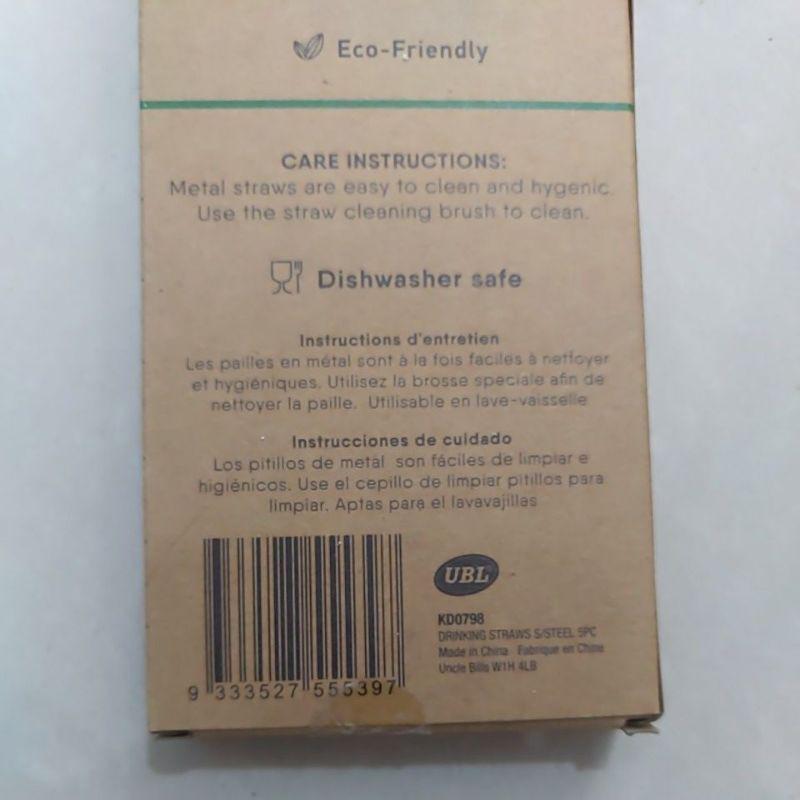 Eco-Friendly
CARE INSTRUCTIONS:
Metal straws are easy to clean and hygenic.
Use the straw cleaning brush to clean.
Dishwasher safe
Instructions d'entretien
Les pailles en métal sont à la fois faciles à nettoyer
et hygiéniques. Utilisez la brosse speciale afin de
nettoyer la paille. Utilisable en lave-vaisselle
Instrucciones de cuidado
Los pitillos de metal son fáciles de limpiar e
higiénicos. Use el cepillo de limpiar pitillos para
limpiar. Aptas para el lavavajillas
UBL
KD0798
DRINKING STRAWS S/STEEL 5PC
Made in China Fabrique en Chine
Uncle Bills W1H 4LB
9 333527 555397